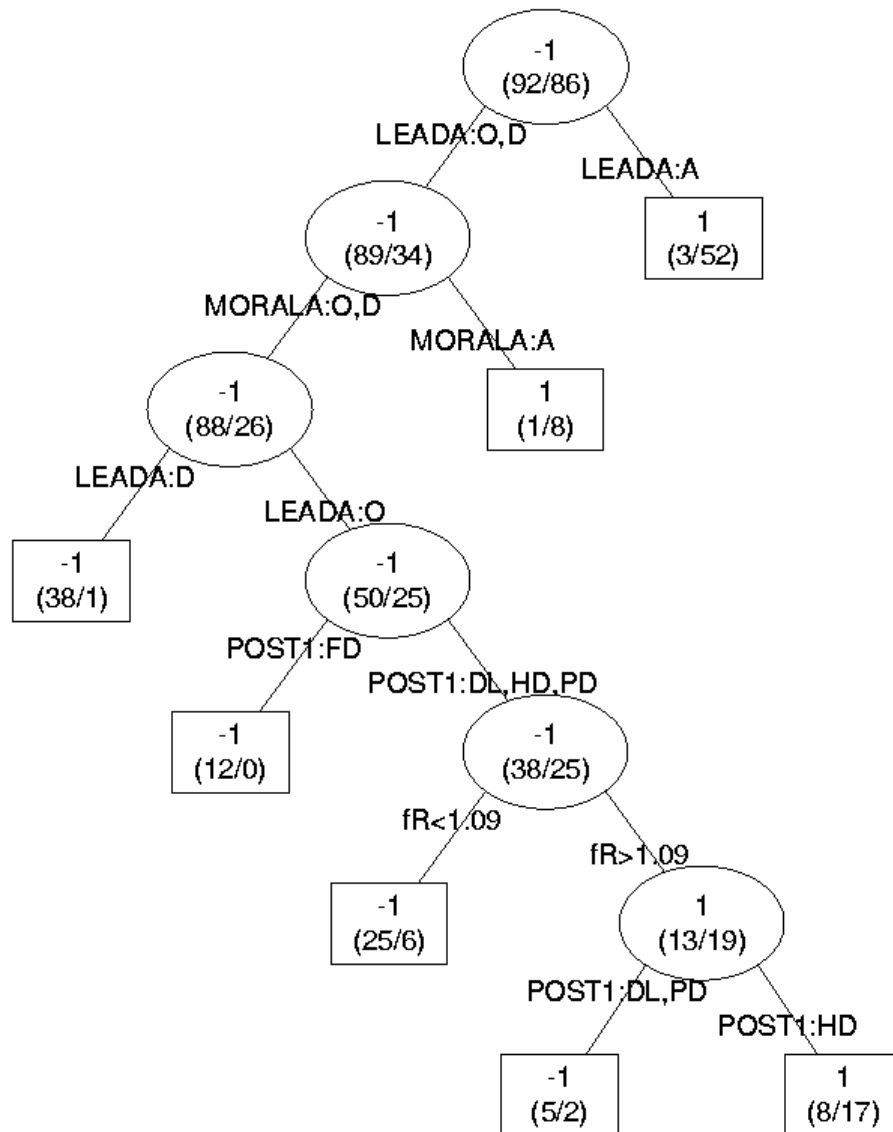 -1
(92/86)
LEADA:O,D
LEADA:A
-1
(89/34)
1
(3/52)
MORALA:O,D
MORALA:A
-1
(88/26)
1
(1/8)
LEADA:D
LEADA:O
-1
(38/1)
-1
(50/25)
POST1:FD
POST1:DL,HD,PD
-1
(12/0)
-1
(38/25)
fR<1.09
fR>1.09
-1
(25/6)
1
(13/19)
POST1:DL,PD
POST1:HD
-1
(5/2)
1
(8/17)